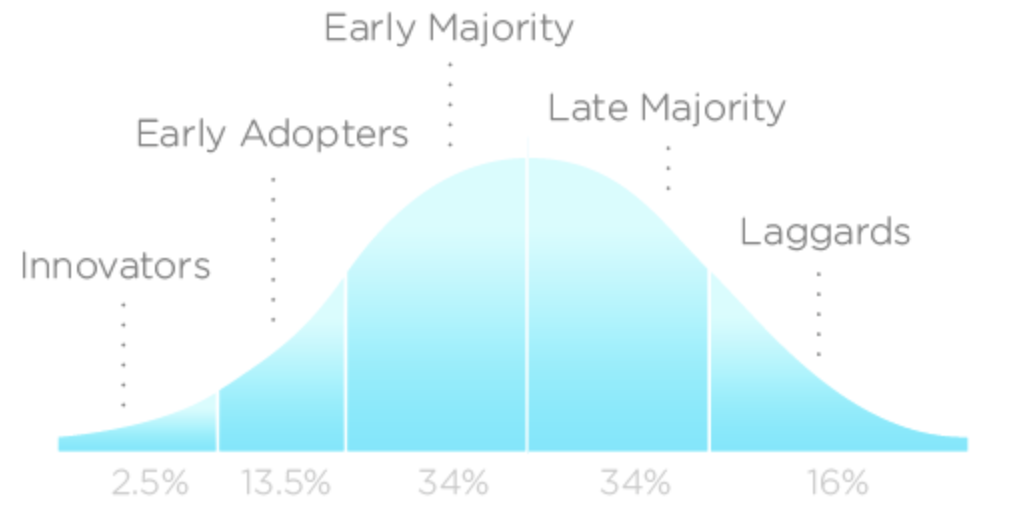 Early Majority
Late Majority
Early Adopters
Laggards
Innovators
2.5% 13.5% 34% 34% 16%